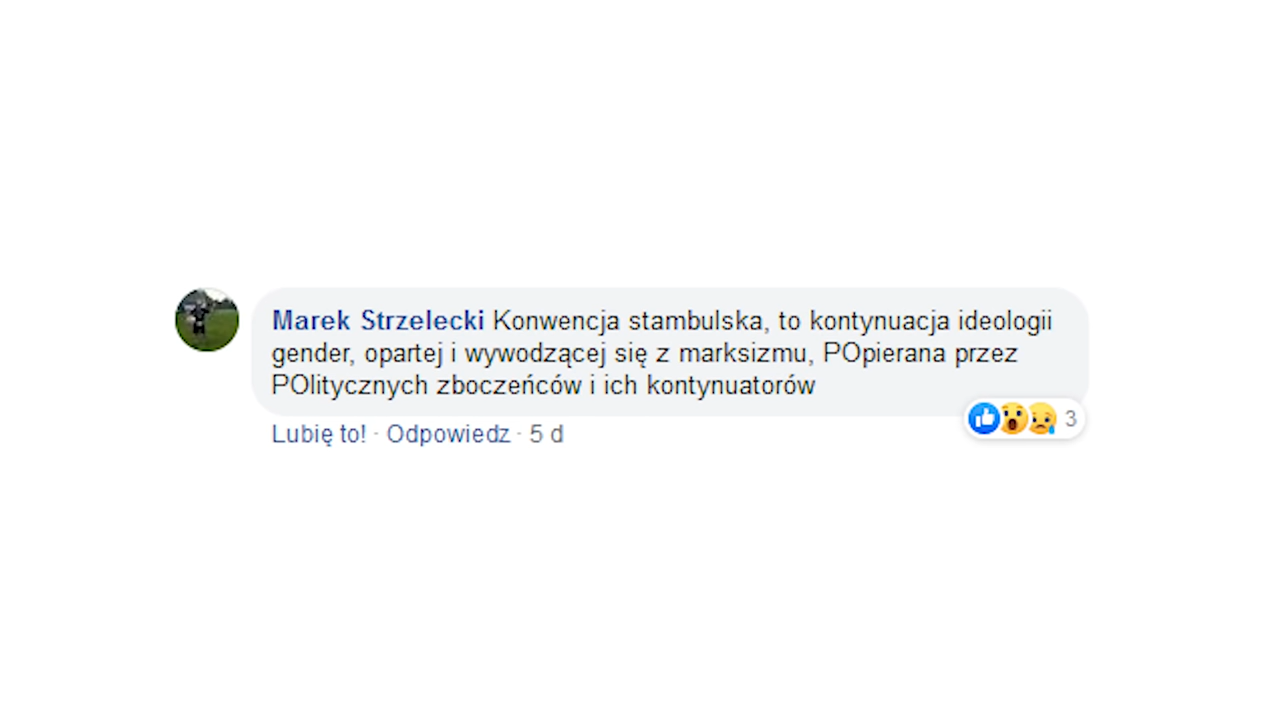 Marek Strzelecki Konwencja stambulska, to kontynuacja ideologii
gender, opartej i wywodzącej się z marksizmu, POpierana przez
POlitycznych zboczeńców i ich kontynuatorów
3
Lubię to! · Odpowiedz · 5 d